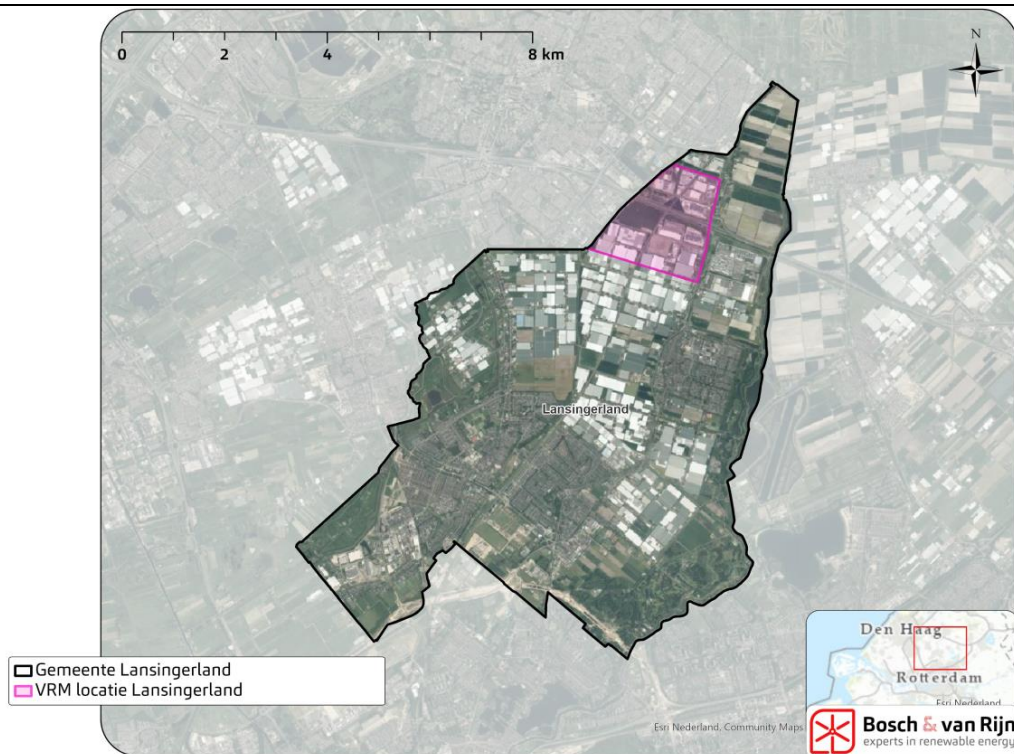 0 2 4 8 km
N
Lansingerland
Gemeente Lansingerland
VRM locatie Lansingerland
Den Haag
Rotterdam
Esri Nederland
Esri Nederland, Community Maps
Bosch & van Rijn
experts in renewable energy